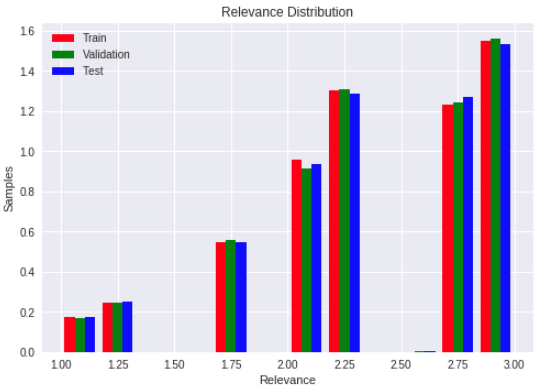 Relevance Distribution
Train
Validation
Test
Samples
1.6
1.4
1.2
1.0
0.8
0.6
0.4
0.2
0.0
1.00 1.25 1.50 1.75 2.00 2.25 2.50 2.75 3.00
Relevance